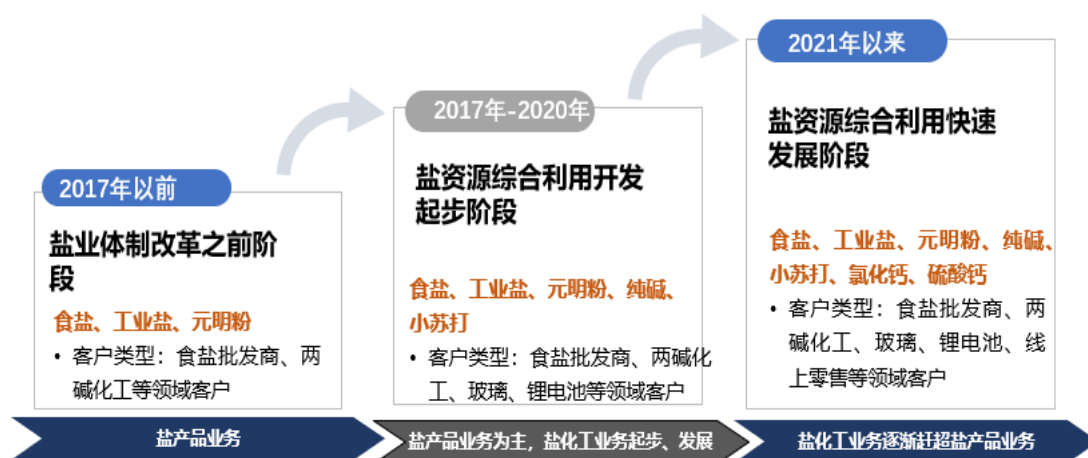 2017年以前
盐业体制改革之前阶
段
食盐、工业盐、元明粉
• 客户类型：食盐批发商、两
碱化工等领域客户
盐产品业务
2017年-2020年
盐资源综合利用开发
起步阶段
食盐、工业盐、元明粉、纯碱、
小苏打
• 客户类型：食盐批发商、两碱化
工、玻璃、锂电池等领域客户
盐产品业务为主，盐化工业务起步、发展
2021年以来
盐资源综合利用快速
发展阶段
食盐、工业盐、元明粉、纯碱、
小苏打、氯化钙、硫酸钙
• 客户类型：食盐批发商、两
碱化工、玻璃、锂电池、线
上零售等领域客户
盐化工业务逐渐赶超盐产品业务